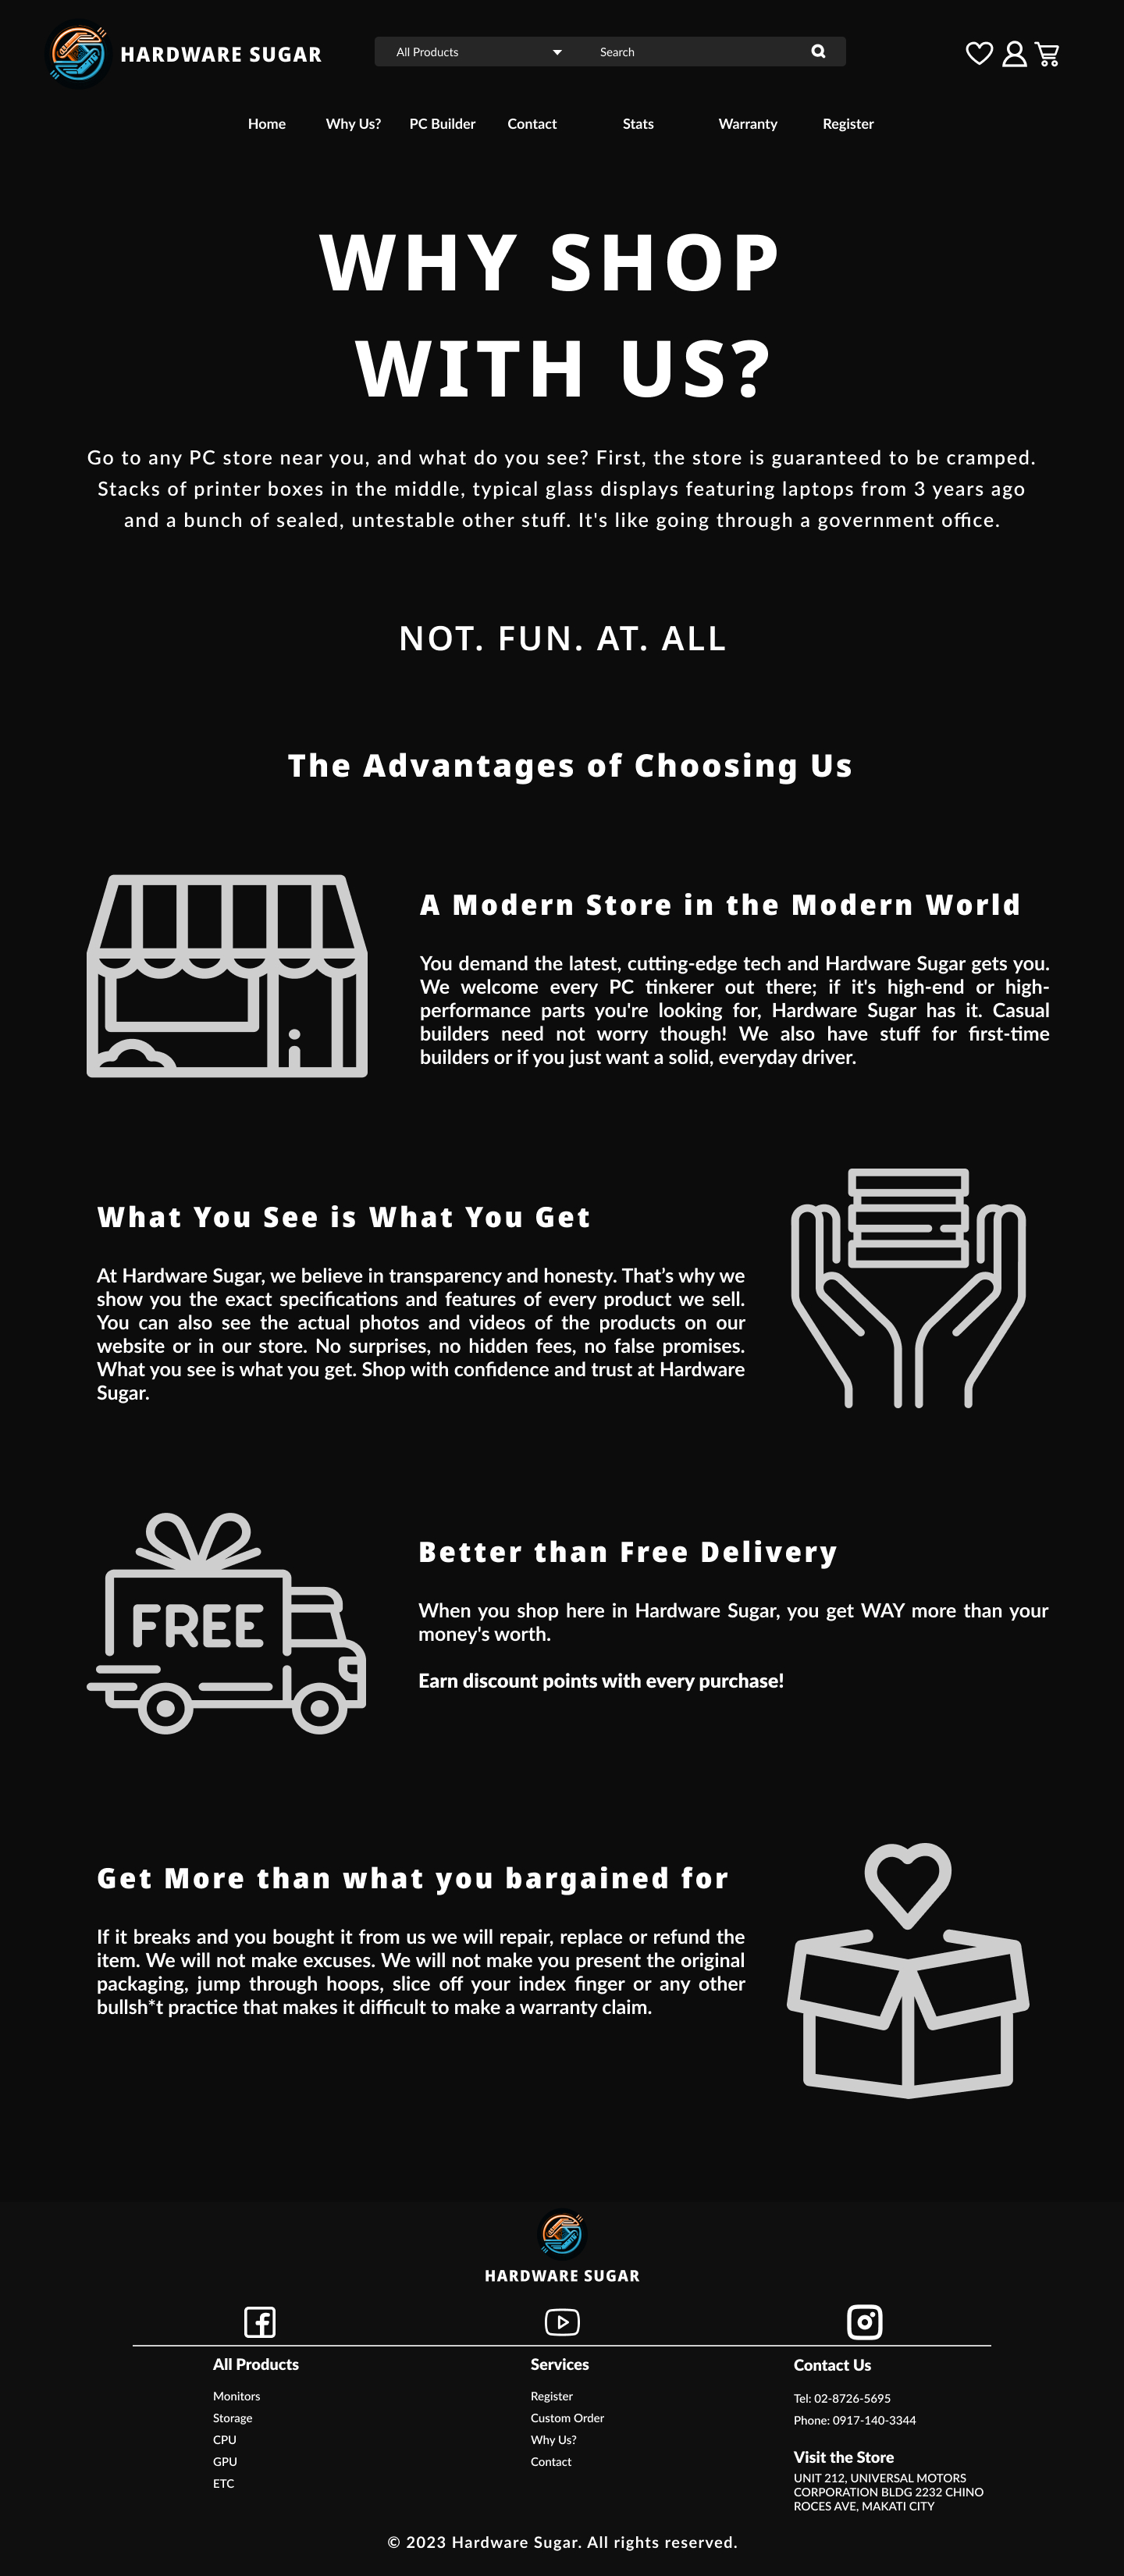 HARDWARE SUGAR
All Products
Search
Home Why Us? PC Builder Contact Stats Warranty Register
WHY SHOP
WITH US?
Go to any PC store near you, and what do you see? First, the store is guaranteed to be cramped.
Stacks of printer boxes in the middle, typical glass displays featuring laptops from 3 years ago
and a bunch of sealed, untestable other stuff. It's like going through a government office.
NOT. FUN. AT. ALL
The Advantages of Choosing Us
A Modern Store in the Modern World
You demand the latest, cutting-edge tech and Hardware Sugar gets you.
We welcome every PC tinkerer out there; if it's high-end or high-
performance parts you're looking for, Hardware Sugar has it. Casual
builders need not worry though! We also have stuff for first-time
builders or if you just want a solid, everyday driver.
What You See is What You Get
At Hardware Sugar, we believe in transparency and honesty. That’s why we
show you the exact specifications and features of every product we sell.
You can also see the actual photos and videos of the products on our
website or in our store. No surprises, no hidden fees, no false promises.
What you see is what you get. Shop with confidence and trust at Hardware
Sugar.
FREE
Better than Free Delivery
When you shop here in Hardware Sugar, you get WAY more than your
money's worth.
Earn discount points with every purchase!
Get More than what you bargained for
If it breaks and you bought it from us we will repair, replace or refund the
item. We will not make excuses. We will not make you present the original
packaging, jump through hoops, slice off your index finger or any other
bullsh*t practice that makes it difficult to make a warranty claim.
HARDWARE SUGAR
All Products
Monitors
Storage
CPU
GPU
ETC
Services
Register
Custom Order
Why Us?
Contact
Contact Us
Tel: 02-8726-5695
Phone: 0917-140-3344
Visit the Store
UNIT 212, UNIVERSAL MOTORS
CORPORATION BLDG 2232 CHINO
ROCES AVE, MAKATI CITY
© 2023 Hardware Sugar. All rights reserved.